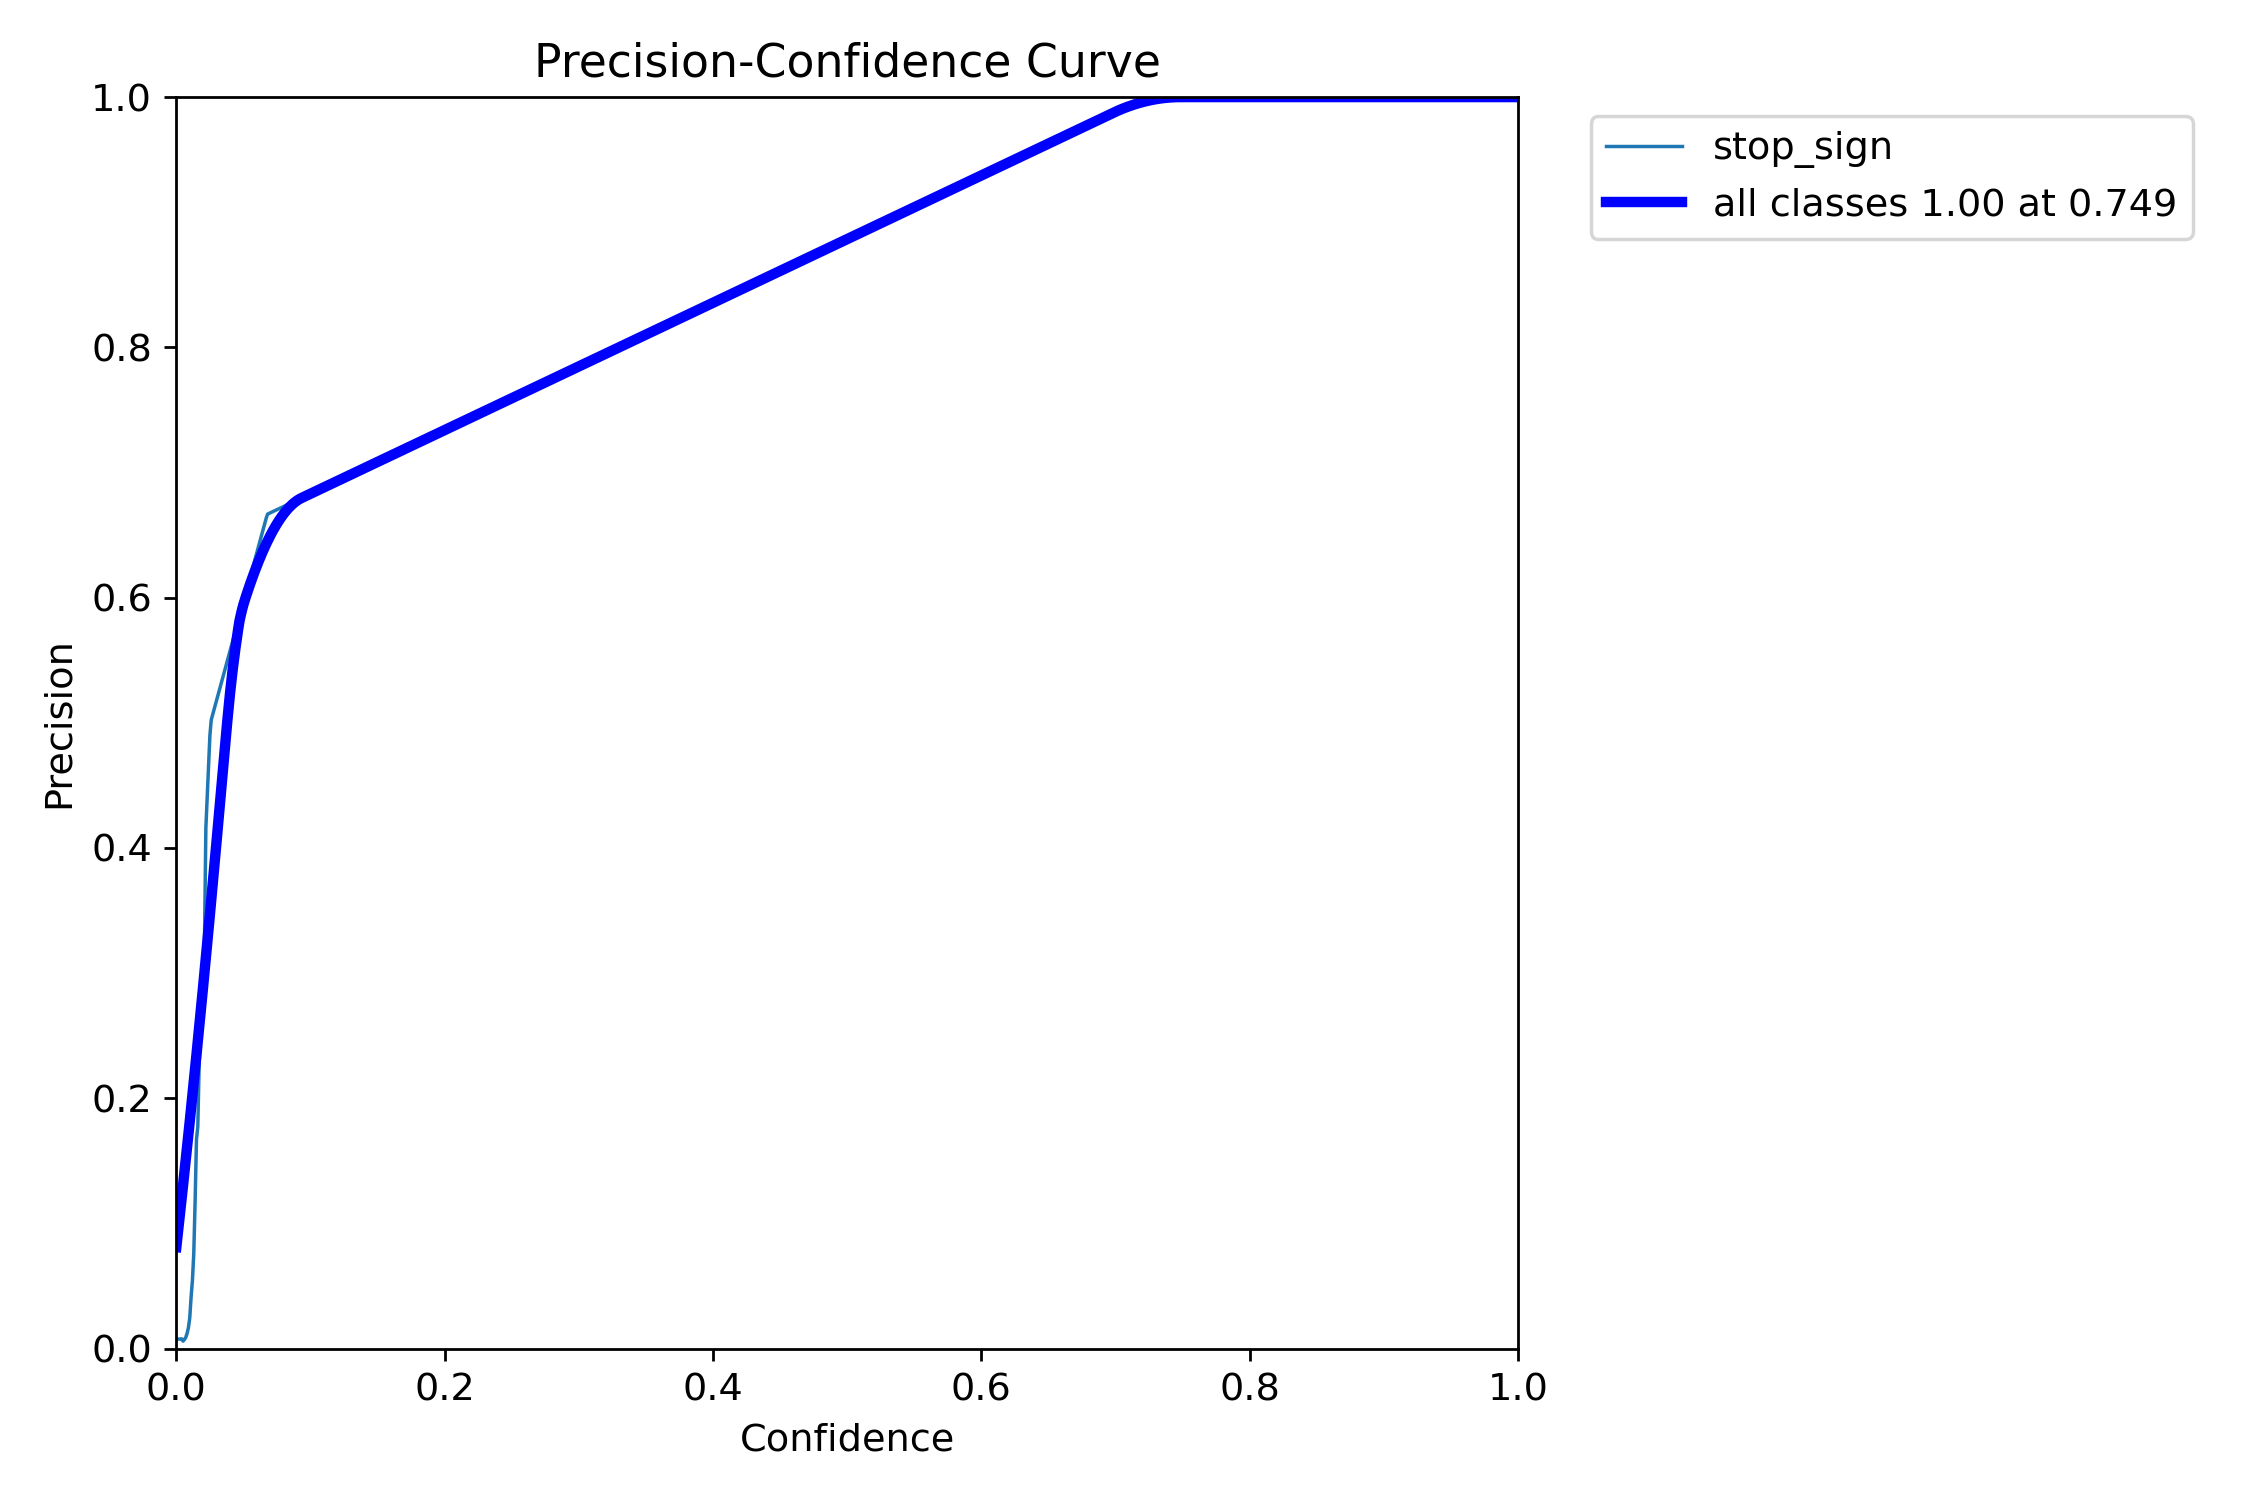 Precision-Confidence Curve
1.0
0.8
0.6
0.4
0.2
0.0
Precision
0.0 0.2 0.4 0.6 0.8 1.0
Confidence
stop_sign
all classes 1.00 at 0.749